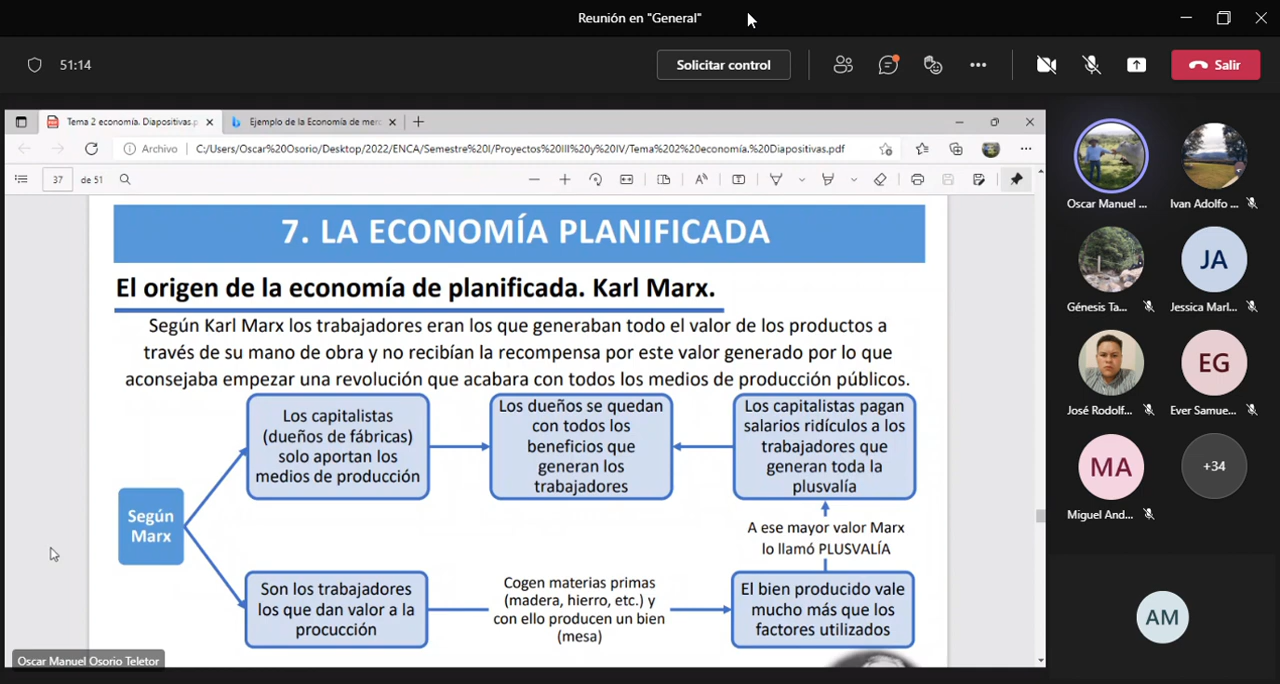 Reunión en "General"
51:14
Solicitar control
Salir
Tema 2 economía. Diapositivas.p
Ejemplo de la Economía de merc
Archivo
C:/Users/Oscar%20Osorio/Desktop/2022/ENCA/Semestre%20I/Proyectos%20III%20y%20IV/Tema%202%20economía.%20Diapositivas.pdf
37 de 51
7. LA ECONOMÍA PLANIFICADA
El origen de la economía de planificada. Karl Marx.
Según Karl Marx los trabajadores eran los que generaban todo el valor de los productos a
través de su mano de obra y no recibían la recompensa por este valor generado por lo que
aconsejaba empezar una revolución que acabara con todos los medios de producción públicos.
Según
Marx
Los capitalistas
(dueños de fábricas)
solo aportan los
medios de producción
Los dueños se quedan
con todos los
beneficios que
generan los
trabajadores
Los capitalistas pagan
salarios ridículos a los
trabajadores que
generan toda la
plusvalía
A ese mayor valor Marx
lo llamó PLUSVALÍA
Son los trabajadores
los que dan valor a la
procucción
Cogen materias primas
(madera, hierro, etc.) y
con ello producen un bien
(mesa)
El bien producido vale
mucho más que los
factores utilizados
Oscar Manuel Osorio Teletor
Oscar Manuel ...
Ivan Adolfo ...
Génesis Ta...
JA
Jessica Marl...
José Rodolf...
EG
Ever Samue...
MA
Miguel And...
+34
AM